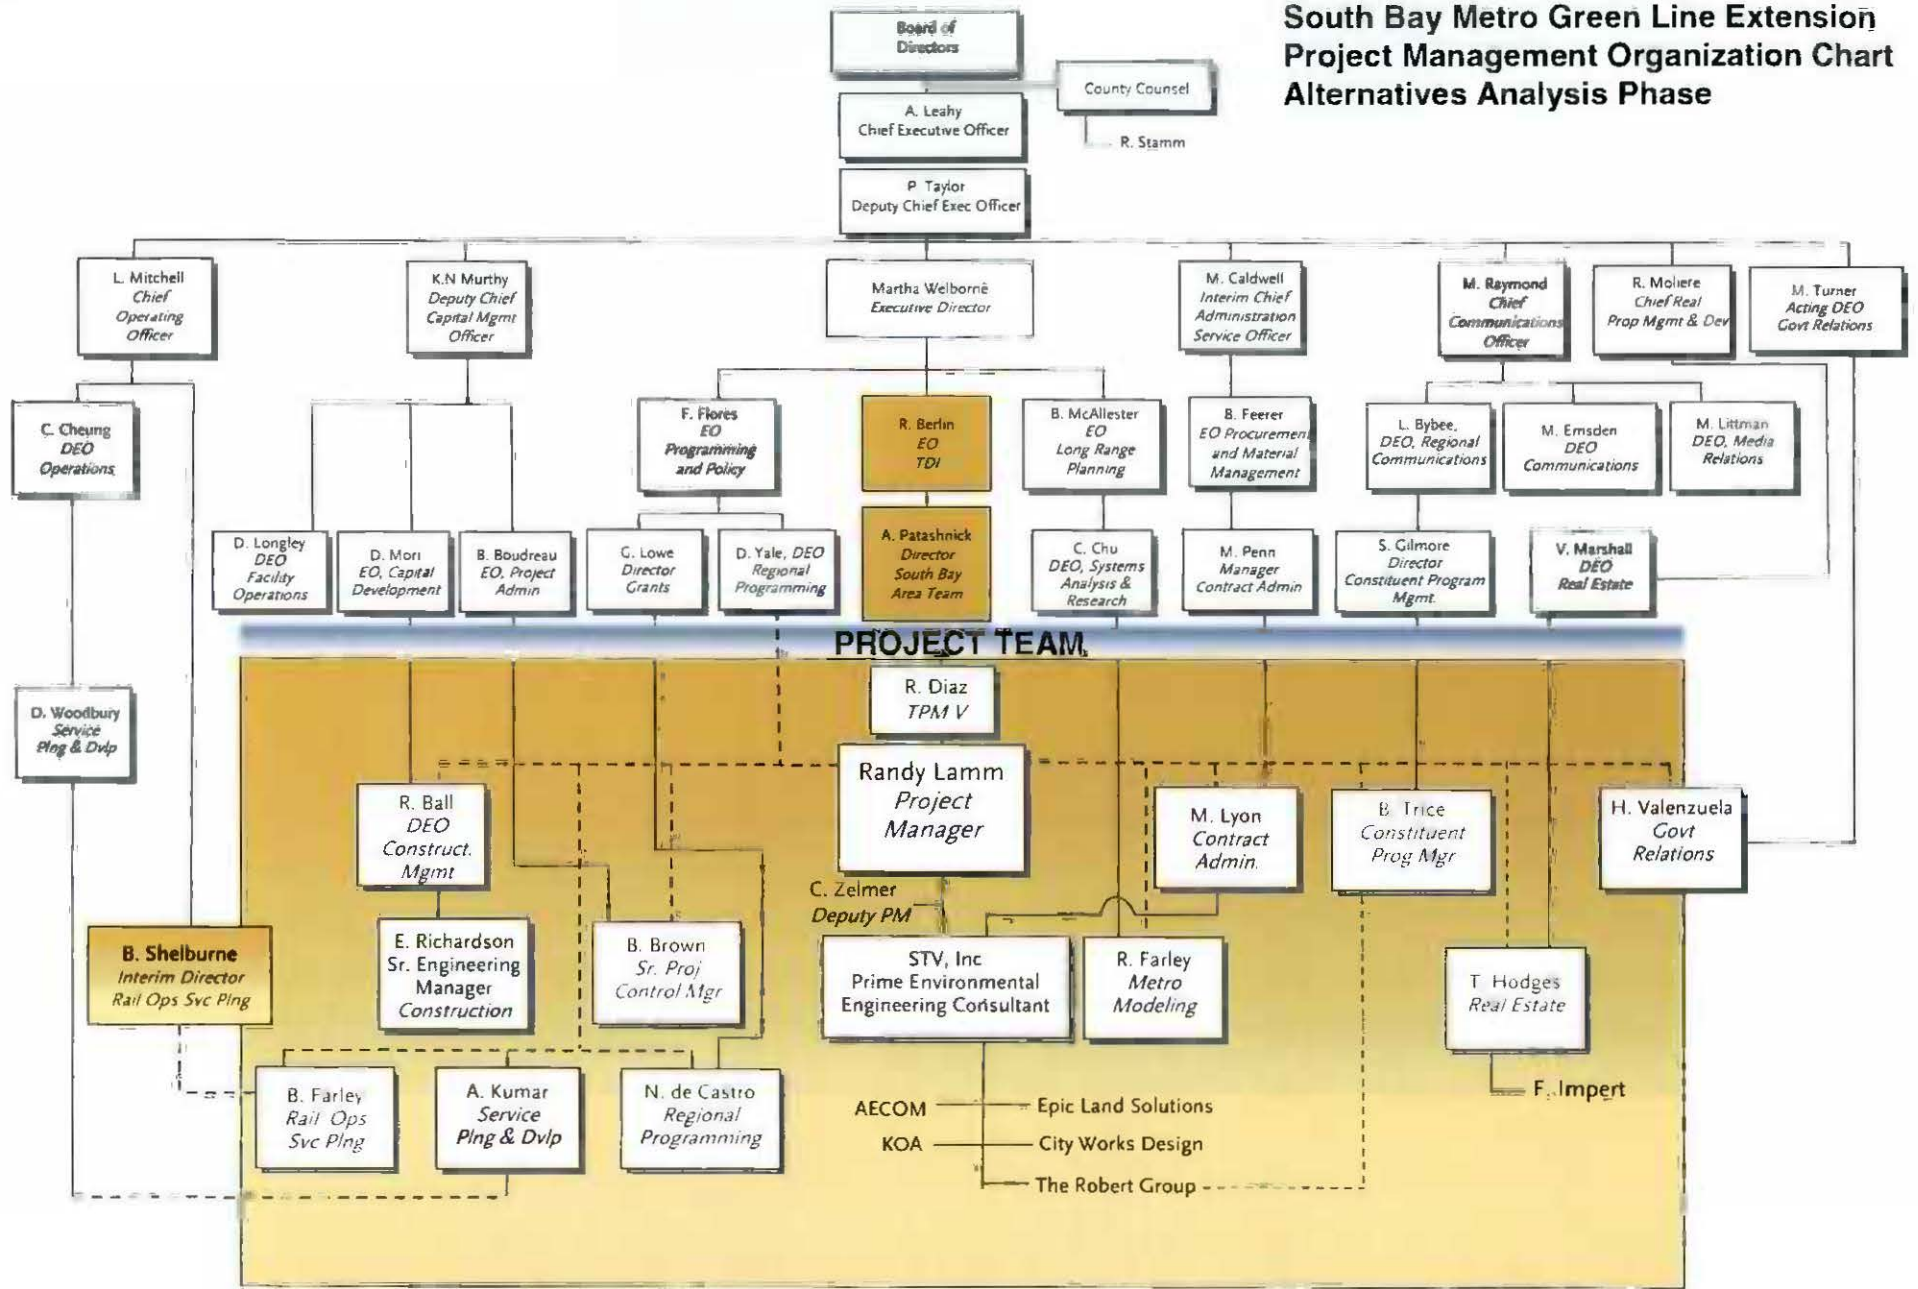 South Bay Metro Green Line Extension
Project Management Organization Chart
Alternatives Analysis Phase
Board of
Directors
County Counsel
R. Stamm
A. Leahy
Chief Executive Officer
P. Taylor
Deputy Chief Exec Officer
L. Mitchell
Chief
Operating
Officer
K.N Murthy
Deputy Chief
Capital Mgmt
Officer
Martha Welborne
Executive Director
M. Caldwell
Interim Chief
Administration
Service Officer
M. Raymond
Chief
Communications
Officer
R. Moliere
Chief Real
Prop Mgmt & Dev
M. Turner
Acting DEO
Govt Relations
C. Cheung
DEO
Operations
F. Flores
EO
Programming
and Policy
R. Berlin
EO
TDI
B. McAllester
EO
Long Range
Planning
B. Feerer
EO Procurement
and Material
Management
L. Bybee,
DEO, Regional
Communications
M. Emsden
DEO
Communications
M. Littman
DEO, Media
Relations
D. Longley
DEO
Facility
Operations
D. Mori
EO, Capital
Development
B. Boudreau
EO, Project
Admin
G. Lowe
Director
Grants
D. Yale, DEO
Regional
Programming
A. Patashnick
Director
South Bay
Area Team
C. Chu
DEO, Systems
Analysis &
Research
M. Penn
Manager
Contract Admin
S. Gilmore
Director
Constituent Program
Mgmt.
V. Marshall
DEO
Real Estate
PROJECT TEAM
D. Woodbury
Service
Plng & Dvlp
R. Diaz
TPM V
Randy Lamm
Project
Manager
R. Ball
DEO
Construct.
Mgmt
M. Lyon
Contract
Admin.
B. Trice
Constituent
Prog Mgr
H. Valenzuela
Govt
Relations
C. Zelmer
Deputy PM
B. Shelburne
Interim Director
Rail Ops Svc Plng
E. Richardson
Sr. Engineering
Manager
Construction
B. Brown
Sr. Proj
Control Mgr
STV, Inc
Prime Environmental
Engineering Consultant
R. Farley
Metro
Modeling
T. Hodges
Real Estate
F. Impert
B. Farley
Rail Ops
Svc Plng
A. Kumar
Service
Plng & Dvlp
N. de Castro
Regional
Programming
AECOM
Epic Land Solutions
KOA
City Works Design
The Robert Group